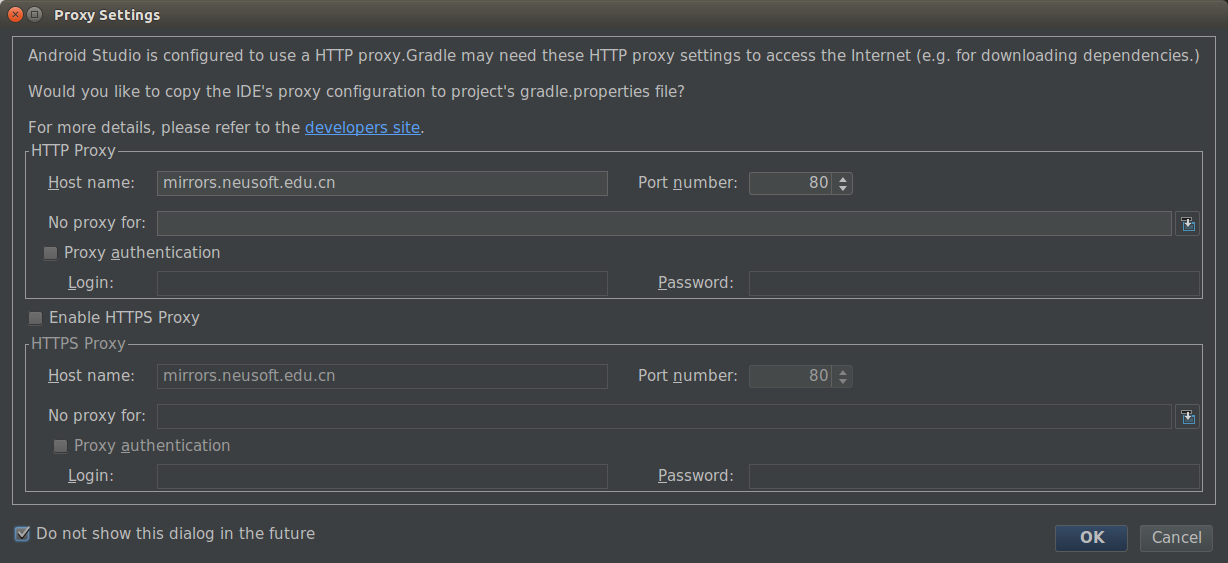 Proxy Settings
Android Studio is configured to use a HTTP proxy.Gradle may need these HTTP proxy settings to access the Internet (e.g. for downloading dependencies.)
Would you like to copy the IDE's proxy configuration to project's gradle.properties file?
For more details, please refer to the developers site.
HTTP Proxy
Host name: mirrors.neusoft.edu.cn Port number: 80
No proxy for:
Proxy authentication
Login: Password:
Enable HTTPS Proxy
HTTPS Proxy
Host name: mirrors.neusoft.edu.cn Port number: 80
No proxy for:
Proxy authentication
Login: Password:
Do not show this dialog in the future
OK Cancel